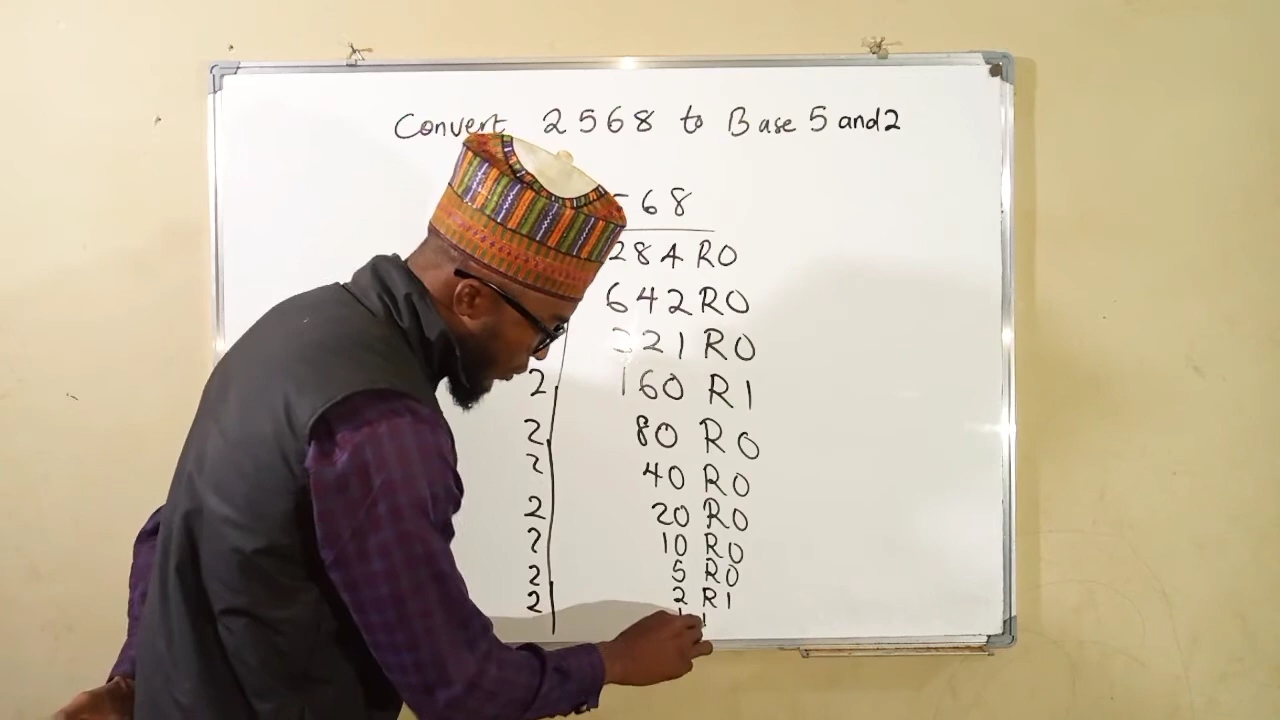 Convert 2568 to Base 5 and 2
568
284 R0
642 R0
321 R0
2 160 R1
2 80 R0
2 40 R0
2 20 R0
2 10 R0
2 5 R0
2 2 R1